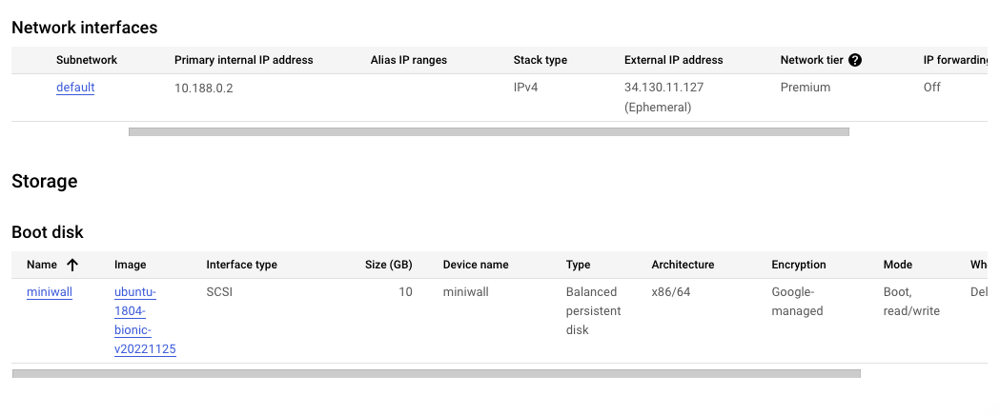 Network interfaces
Subnetwork Primary internal IP address Alias IP ranges Stack type External IP address Network tier ? IP forwarding
default 10.188.0.2 IPv4 34.130.11.127 Premium Off
(Ephemeral)
Storage
Boot disk
Name Image Interface type Size (GB) Device name Type Architecture Encryption Mode Wh
miniwall ubuntu- SCSI 10 miniwall Balanced x86/64 Google- Boot, Del
1804- persistent managed read/write
bionic- disk
v20221125